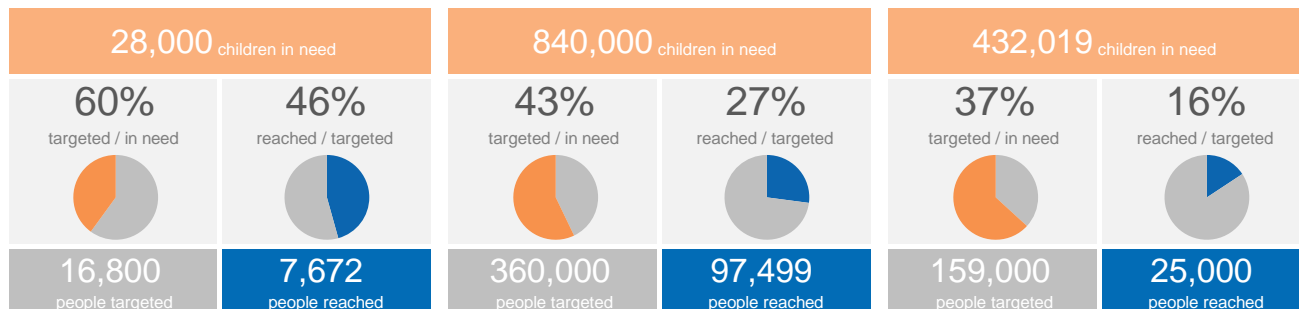 28,000 children in need
60%
targeted / in need
46%
reached / targeted
16,800
people targeted
7,672
people reached
840,000 children in need
43%
targeted / in need
27%
reached / targeted
360,000
people targeted
97,499
people reached
432,019 children in need
37%
targeted / in need
16%
reached / targeted
159,000
people targeted
25,000
people reached